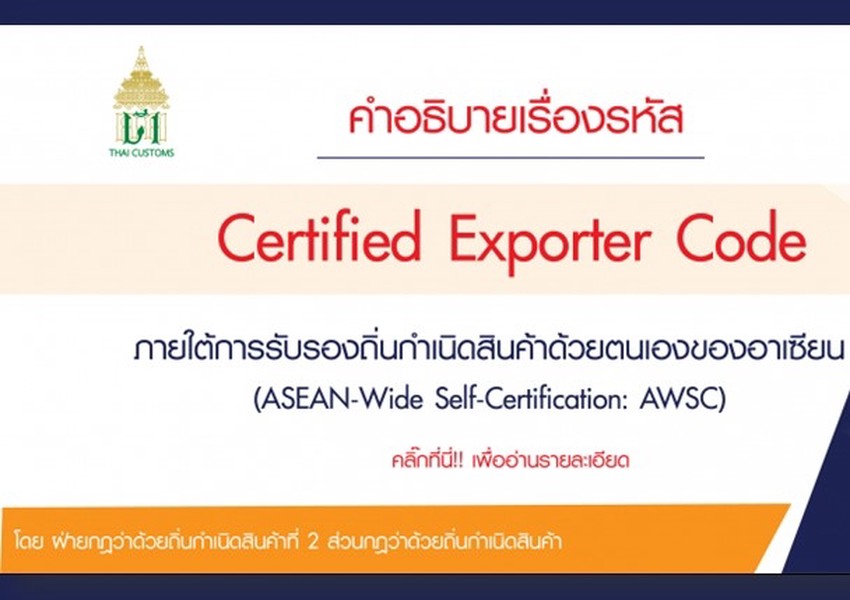 THAI CUSTOMS
คำอธิบายเรื่องรหัส
Certified Exporter Code
ภายใต้การรับรองถิ่นกำเนิดสินค้าด้วยตนเองของอาเซียน
(ASEAN-Wide Self-Certification: AWSC)
คลิ๊กที่นี่!! เพื่ออ่านรายละเอียด
โดย ฝ่ายกฎว่าด้วยถิ่นกำเนิดสินค้าที่ 2 ส่วนกฎว่าด้วยถิ่นกำเนิดสินค้า